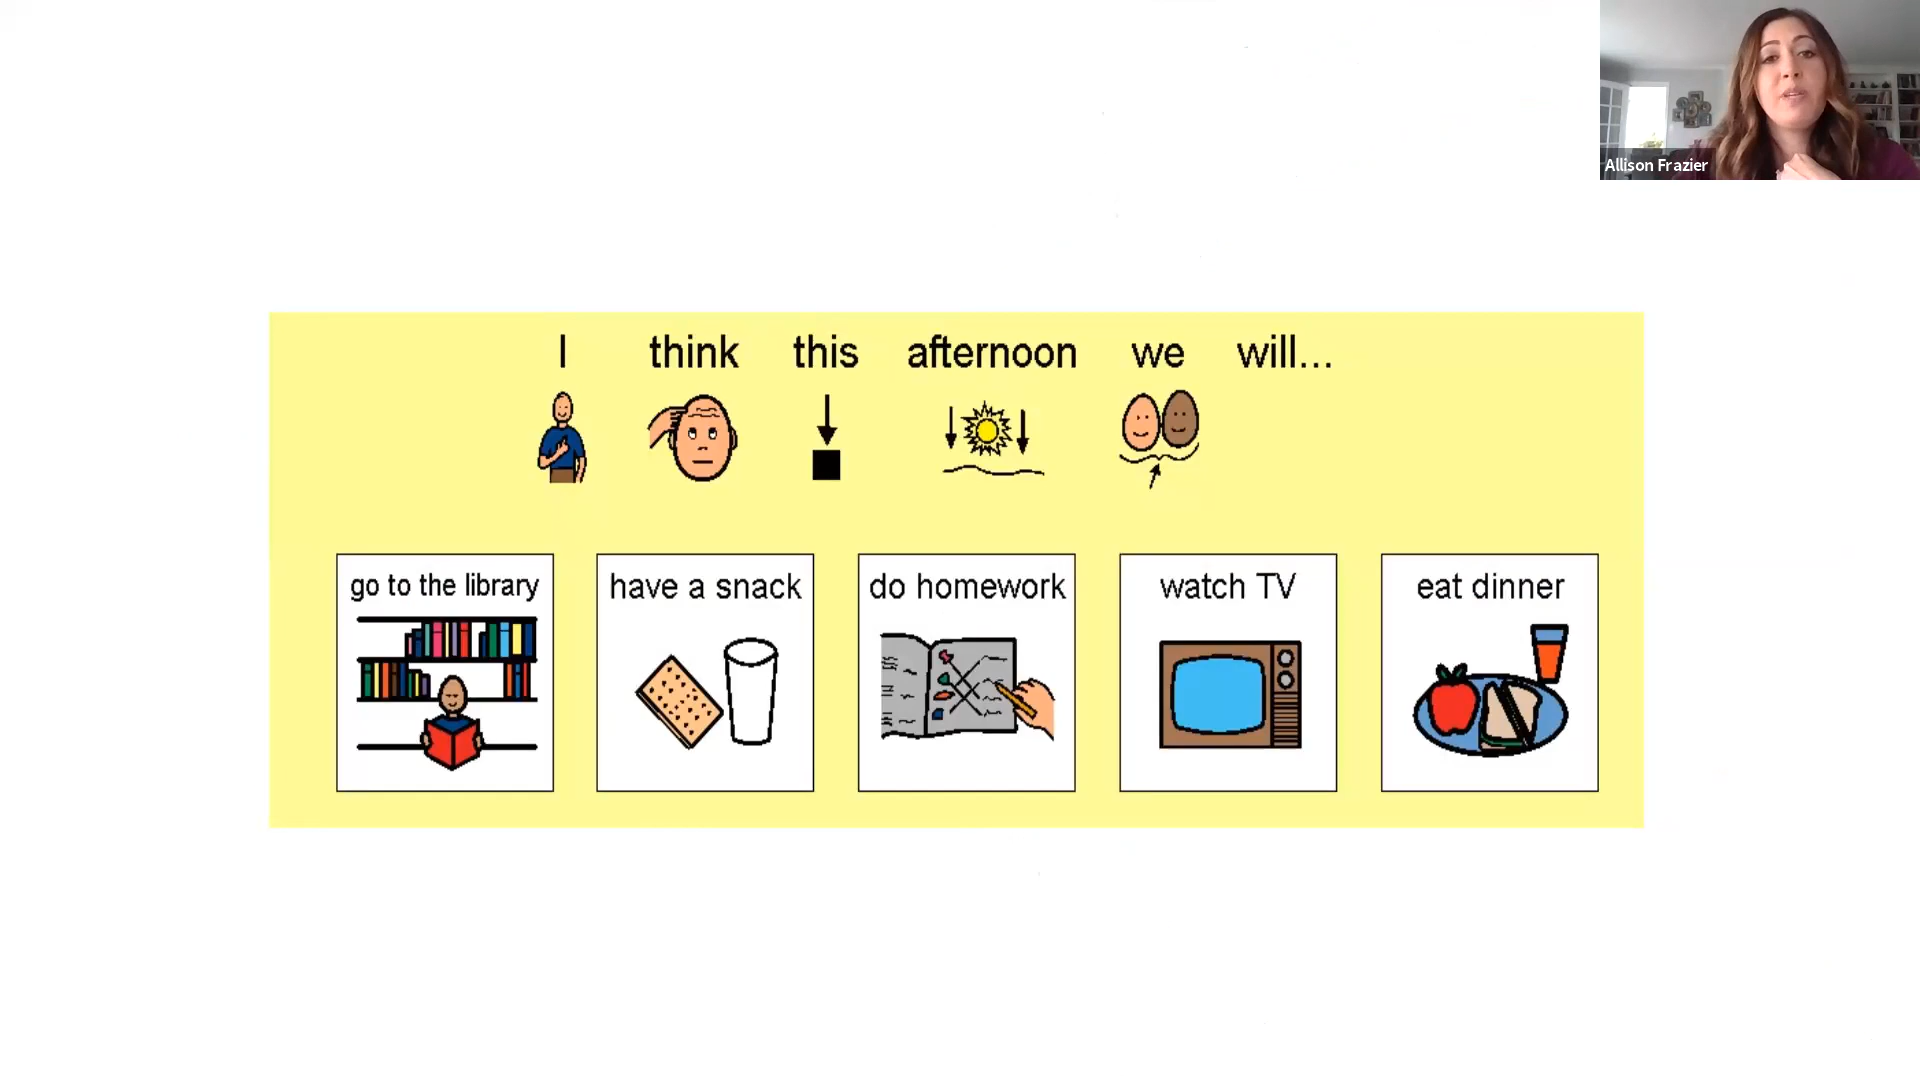 Allison Frazier
I think this afternoon we will...
go to the library
have a snack
do homework
watch TV
eat dinner